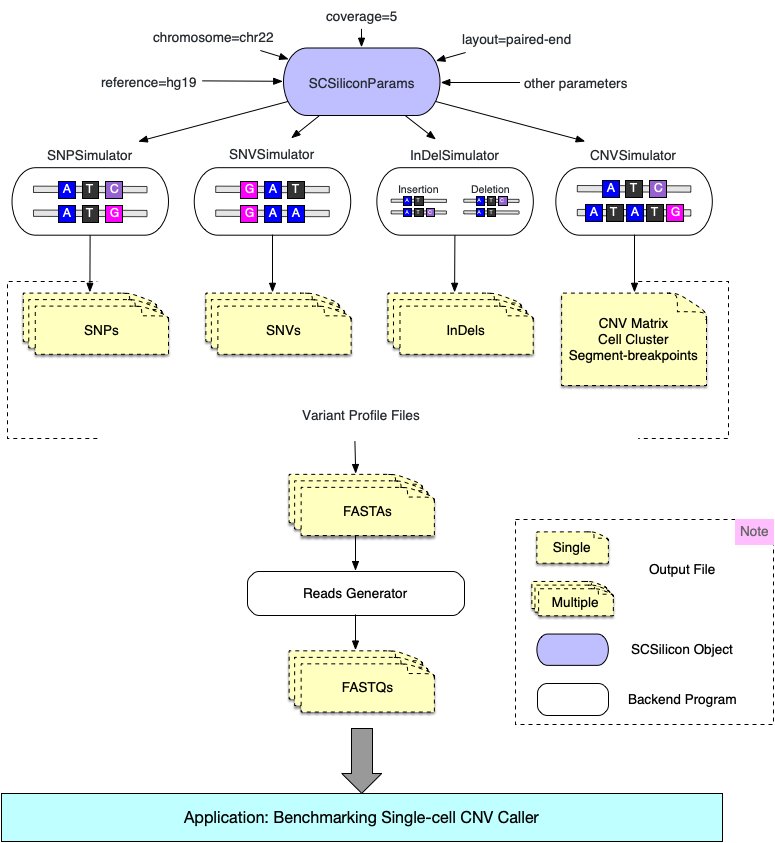 coverage=5
chromosome=chr22
layout=paired-end
reference=hg19
SCSiliconParams
other parameters
SNPSimulator
SNVSimulator
InDelSimulator
CNVSimulator
A T C
A T G
G A T
G A A
Insertion
A T
A T C
Deletion
A T C
A T
A T C
A T A T G
SNPs
SNVs
InDels
CNV Matrix
Cell Cluster
Segment-breakpoints
Variant Profile Files
FASTAs
Reads Generator
FASTQs
Note
Single
Output File
Multiple
SCSilicon Object
Backend Program
Application: Benchmarking Single-cell CNV Caller